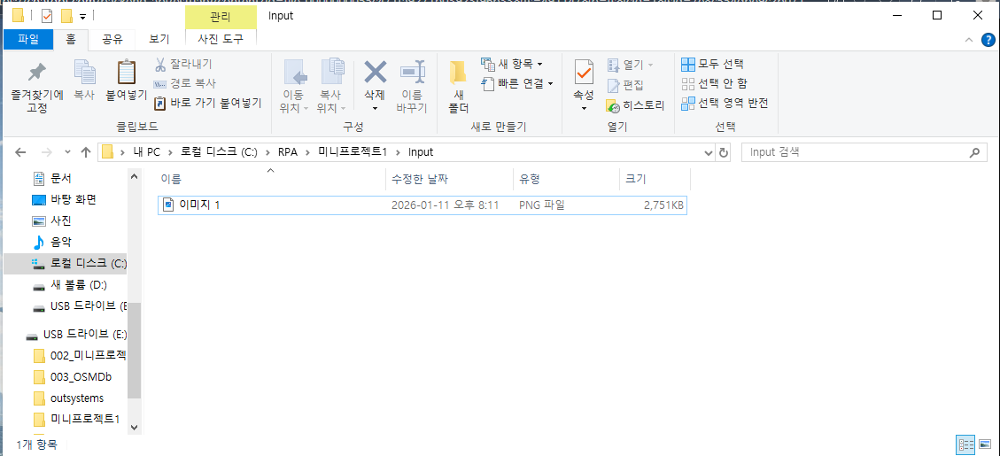 관리
Input
파일
홈
공유
보기
사진 도구
즐겨찾기에
고정
복사
붙여넣기
잘라내기
경로 복사
바로 가기 붙여넣기
클립보드
이동
위치
복사
위치
삭제
이름
바꾸기
구성
새
폴더
새 항목
빠른 연결
새로 만들기
속성
열기
편집
히스토리
열기
모두 선택
선택 안 함
선택 영역 반전
선택
내 PC
로컬 디스크 (C:)
RPA
미니프로젝트1
Input
Input 검색
문서
바탕 화면
사진
음악
로컬 디스크 (C:)
새 볼륨 (D:)
USB 드라이브 (E
USB 드라이브 (E:)
002_미니프로젝
003_OSMDb
outsystems
미니프로젝트1
이름 수정한 날짜 유형 크기
이미지 1 2026-01-11 오후 8:11 PNG 파일 2,751KB
1개 항목